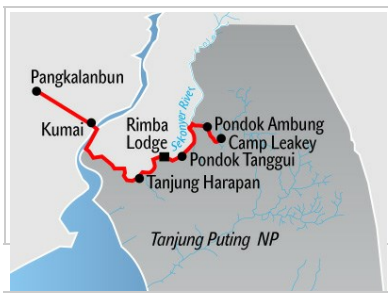 Pangkalanbun
Kumai
Rimba
Lodge
Sekonyer River
Pondok Ambung
Camp Leakey
Pondok Tanggui
Tanjung Harapan
Tanjung Puting NP